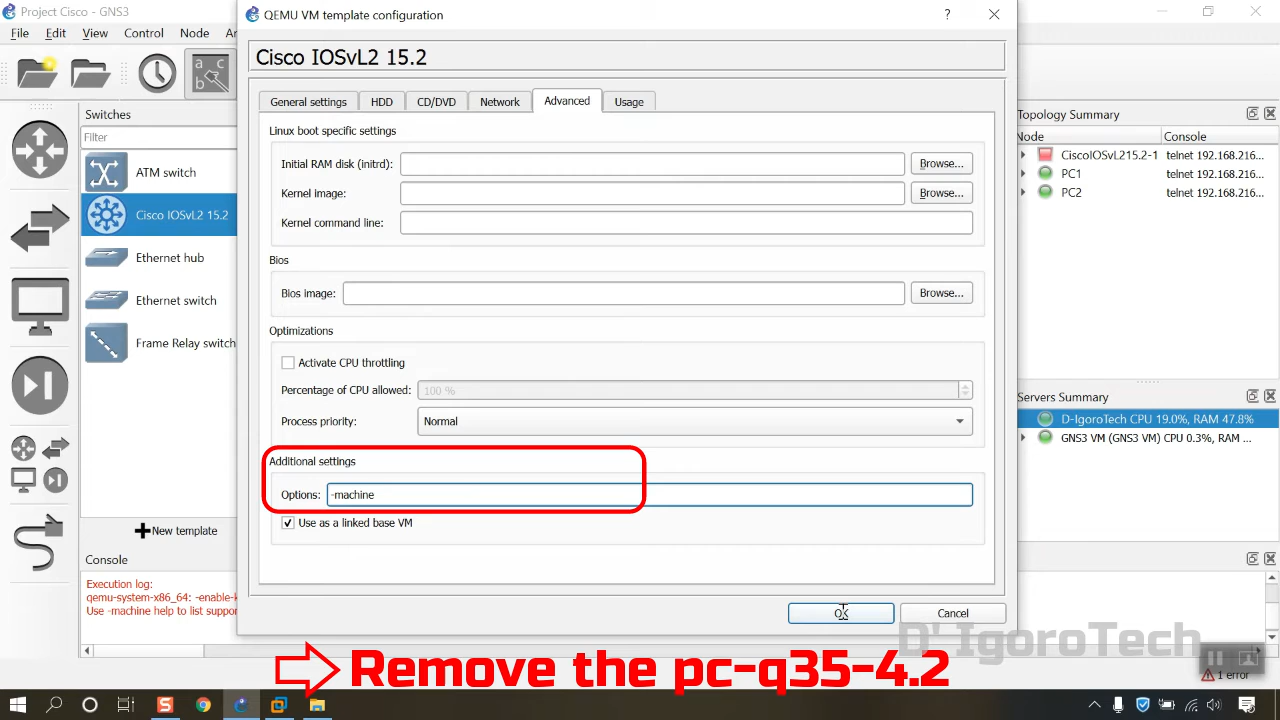 Project Cisco - GNS3
QEMU VM template configuration
?
File Edit View Control Node
Cisco IOSvL2 15.2
a c
b
General settings HDD CD/DVD Network Advanced Usage
Switches
Filter
ATM switch
Cisco IOSvL2 15.2
Ethernet hub
Ethernet switch
Frame Relay switch
New template
Linux boot specific settings
Initial RAM disk (initrd): Browse...
Kernel image: Browse...
Kernel command line:
Bios
Bios image: Browse...
Optimizations
Activate CPU throttling
Percentage of CPU allowed: 100 %
Process priority: Normal
Additional settings
Options: -machine
Use as a linked base VM
OK Cancel
Topology Summary
Node Console
CiscoIOSvL215.2-1 telnet 192.168.216...
PC1 telnet 192.168.216...
PC2 telnet 192.168.216...
Servers Summary
D-IgoroTech CPU 19.0%, RAM 47.8%
GNS3 VM (GNS3 VM) CPU 0.3%, RAM ...
Console
Execution log:
qemu-system-x86_64: -enable-k
Use -machine help to list suppor
D' IgoroTech
Remove the pc-q35-4.2
1 error